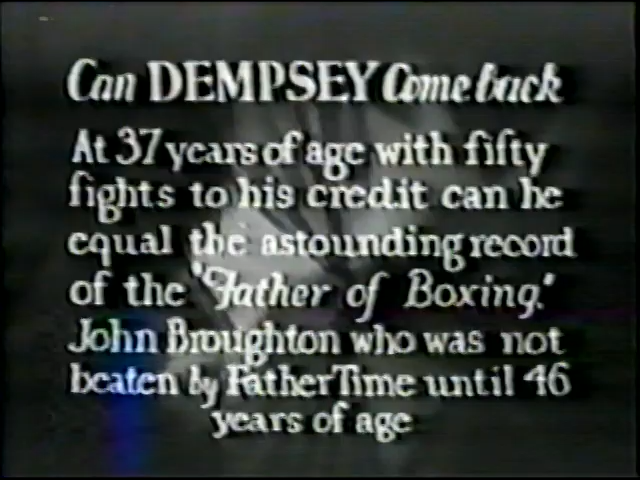 Can DEMPSEY Come back
At 37 years of age with fifty
fights to his credit can he
equal the astounding record
of the "Father of Boxing."
John Broughton who was not
beaten by Father Time until 46
years of age